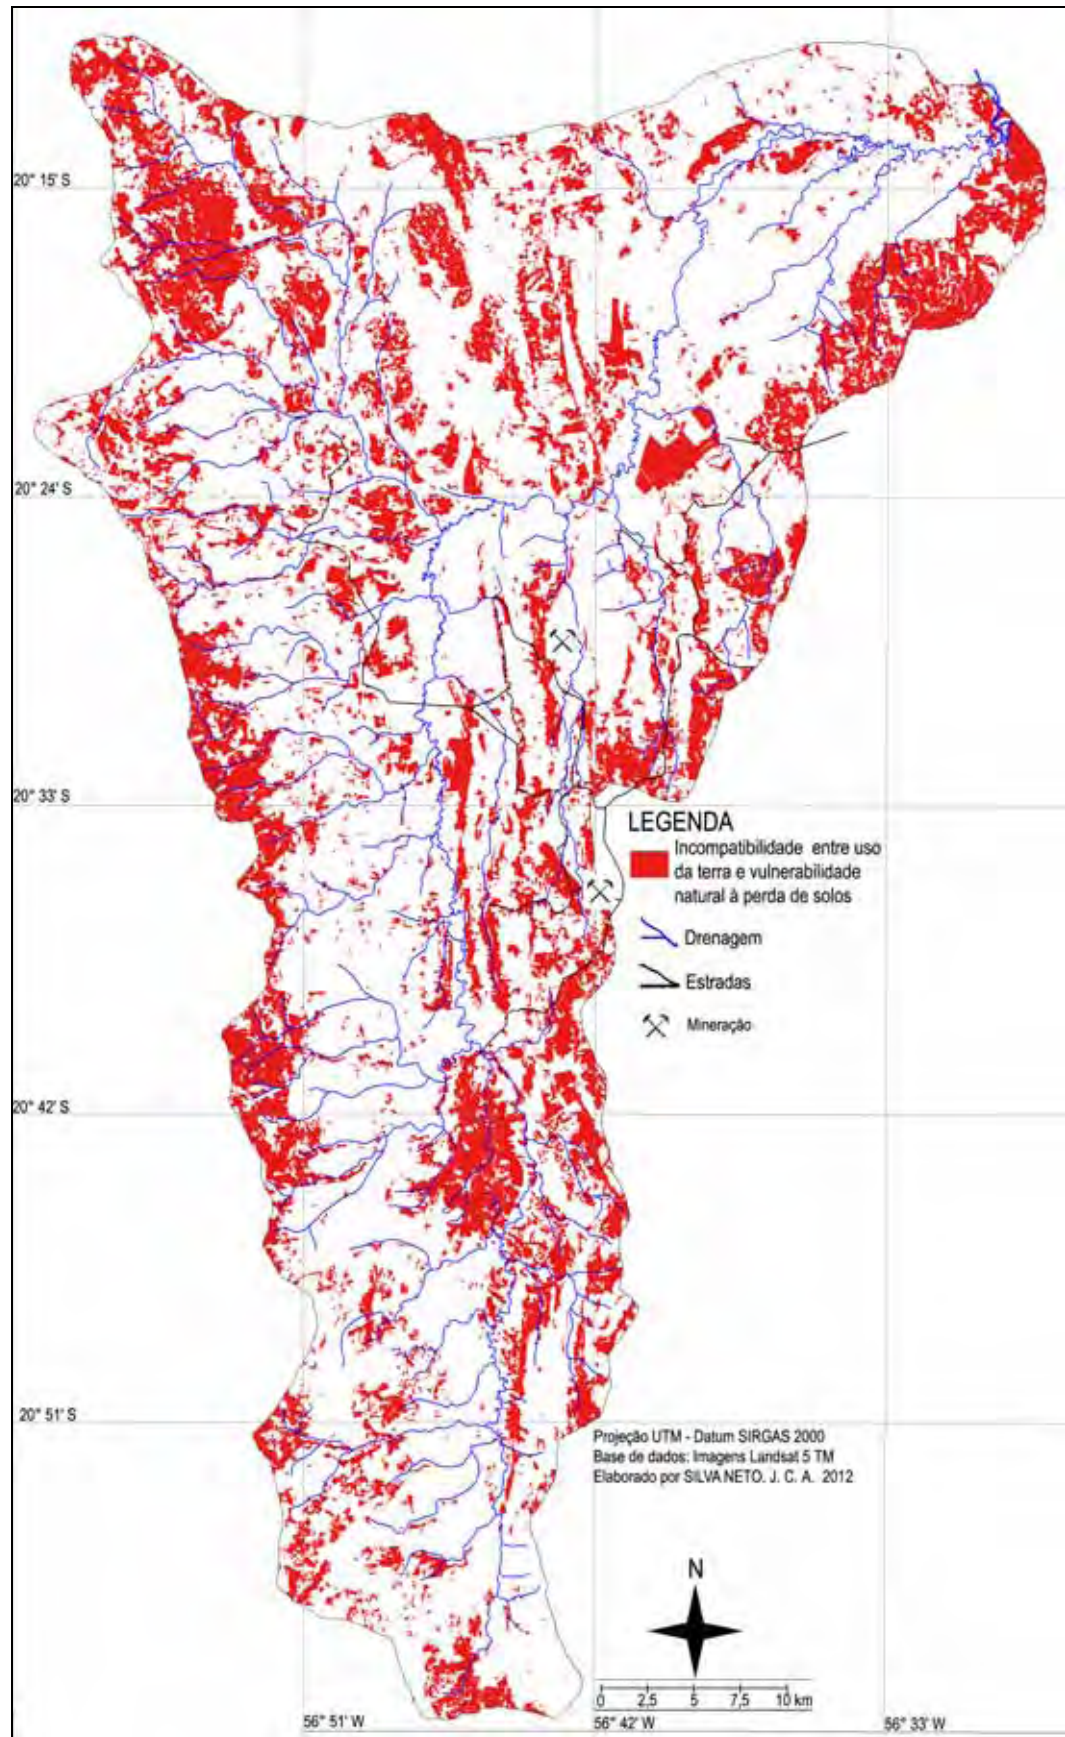 20° 15' S
20° 24' S
20° 33' S
LEGENDA
Incompatibilidade entre uso
da terra e vulnerabilidade
natural à perda de solos
Drenagem
Estradas
Mineração
20° 42' S
20° 51' S
Projeção UTM - Datum SIRGAS 2000
Base de dados: Imagens Landsat 5 TM
Elaborado por SILVA NETO. J. C. A. 2012
N
0 2,5 5 7,5 10 km
56° 51' W 56° 42' W 56° 33' W